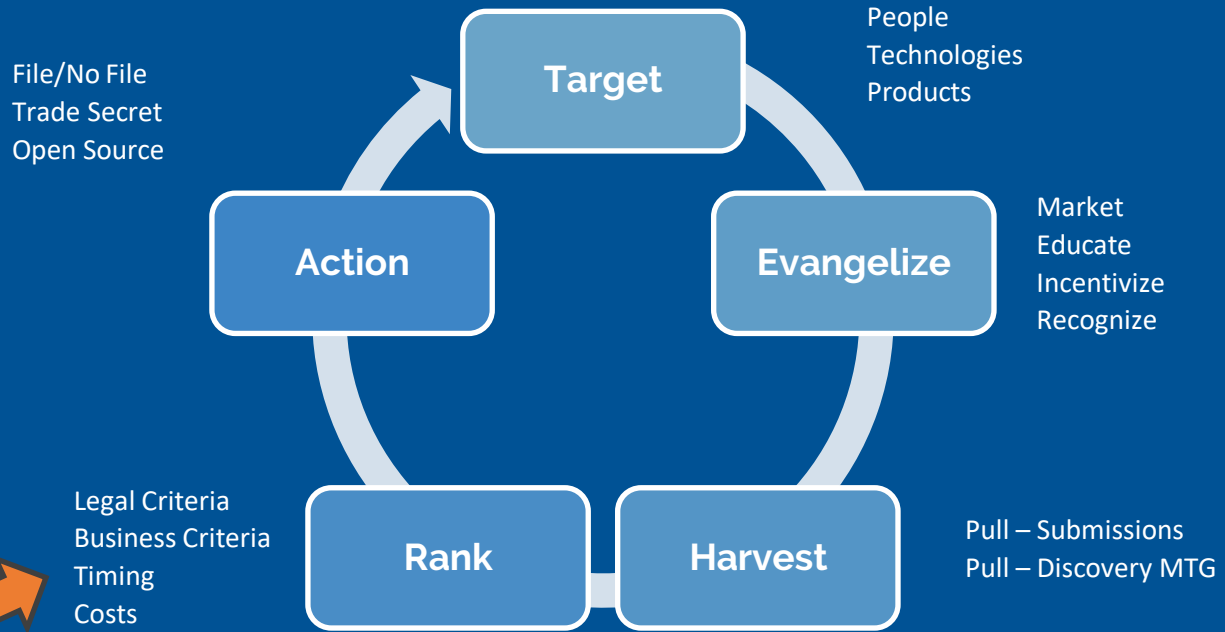 Target
People
Technologies
Products
Evangelize
Market
Educate
Incentivize
Recognize
Harvest
Pull – Submissions
Pull – Discovery MTG
Rank
Legal Criteria
Business Criteria
Timing
Costs
Action
File/No File
Trade Secret
Open Source